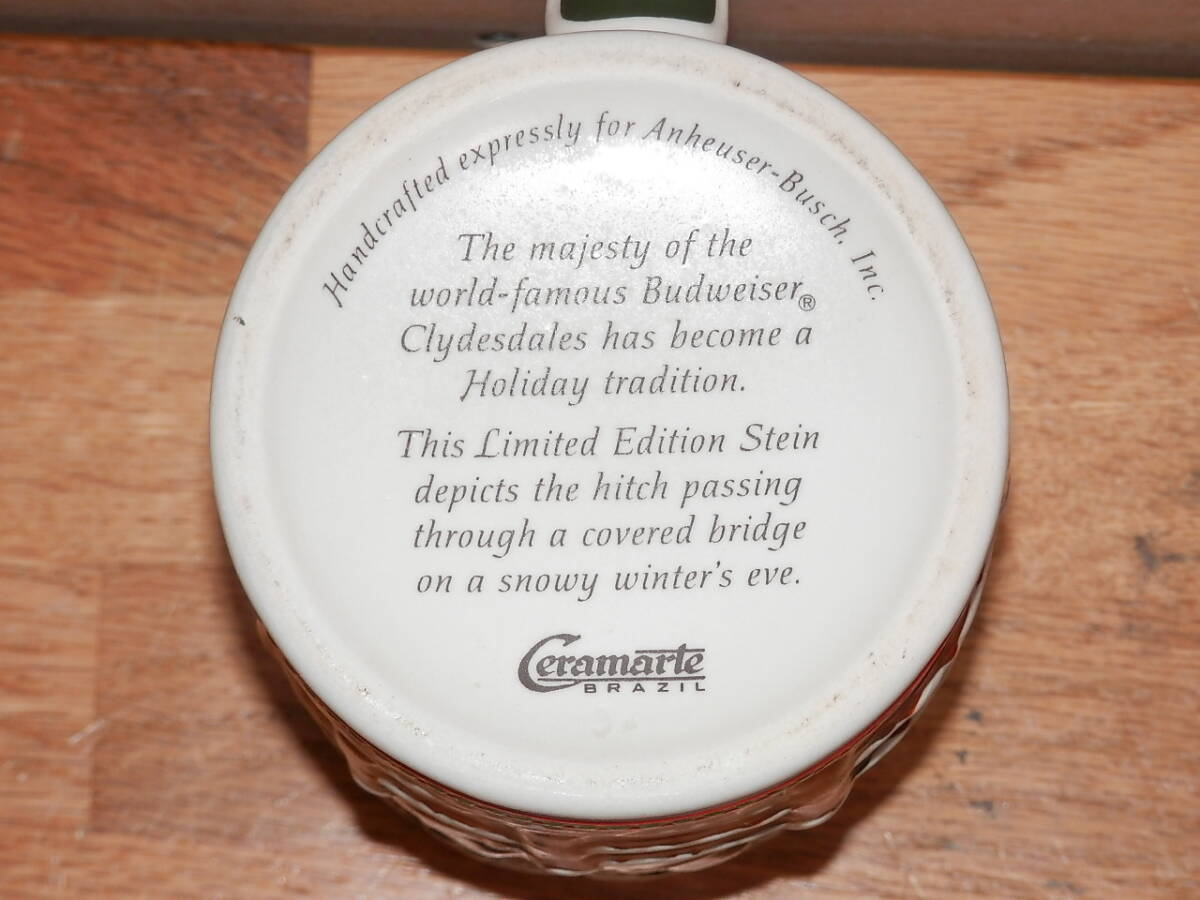 Handcrafted expressly for Anheuser-Busch, Inc.
The majesty of the
world-famous Budweiser®
Clydesdales has become a
Holiday tradition.
This Limited Edition Stein
depicts the hitch passing
through a covered bridge
on a snowy winter's eve.
Ceramarte
BRAZIL